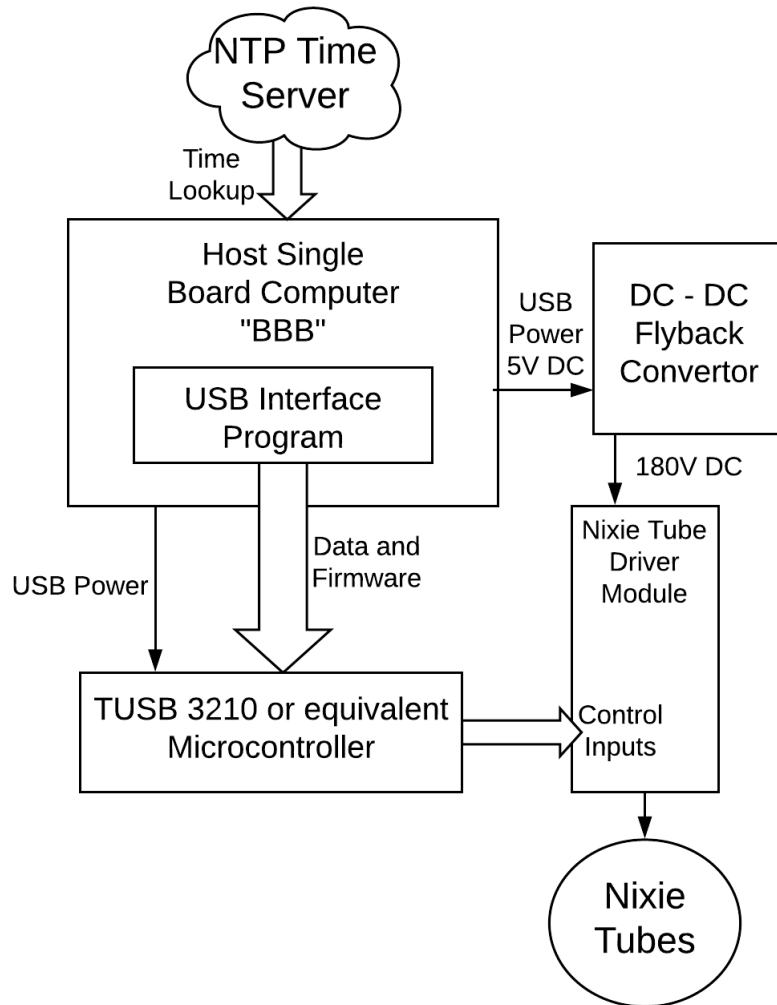 NTP Time
Server
Time
Lookup
Host Single
Board Computer
"BBB"
USB Interface
Program
USB
Power
5V DC
DC - DC
Flyback
Convertor
180V DC
Nixie Tube
Driver
Module
Data and
Firmware
USB Power
TUSB 3210 or equivalent
Microcontroller
Control
Inputs
Nixie
Tubes